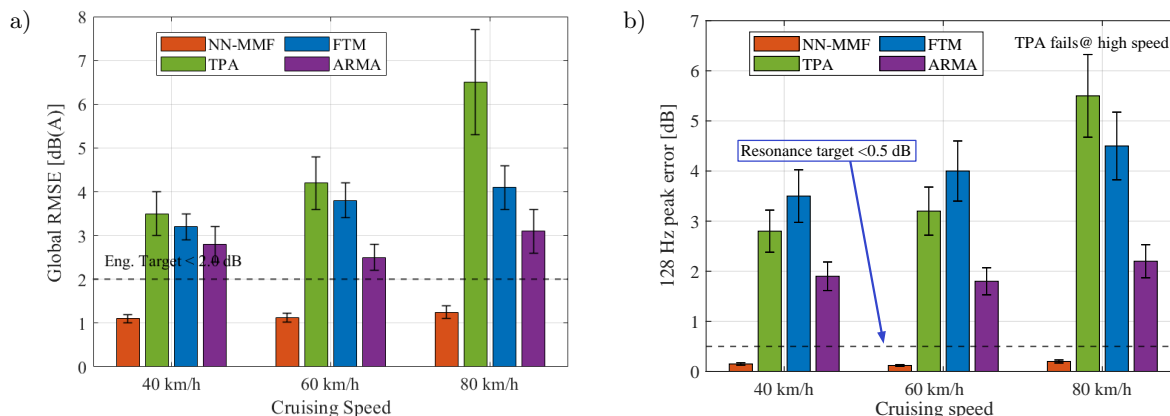 a)
8
7
6
5
4
3
2
1
0
Global RMSE [dB(A)]
NN-MMF
FTM
TPA
ARMA
Eng. Target < 2.0 dB
40 km/h
60 km/h
80 km/h
Cruising Speed
b)
7
6
5
4
3
2
1
0
128 Hz peak error [dB]
NN-MMF
FTM
TPA
ARMA
TPA fails@ high speed
Resonance target <0.5 dB
40 km/h
60 km/h
80 km/h
Cruising speed